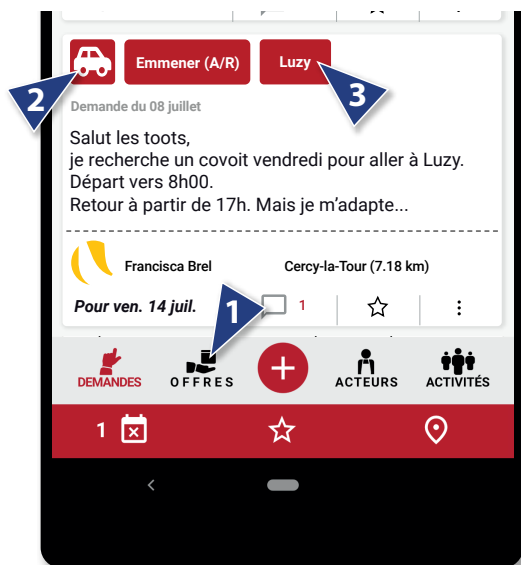 Emmener (A/R)
Luzy
2
3
Demande du 08 juillet
Salut les toots,
je recherche un covoit vendredi pour aller à Luzy.
Départ vers 8h00.
Retour à partir de 17h. Mais je m'adapte...
Francisca Brel
Cercy-la-Tour (7.18 km)
Pour ven. 14 juil.
1
1
DEMANDES
OFFRES
ACTEURS
ACTIVITÉS
1